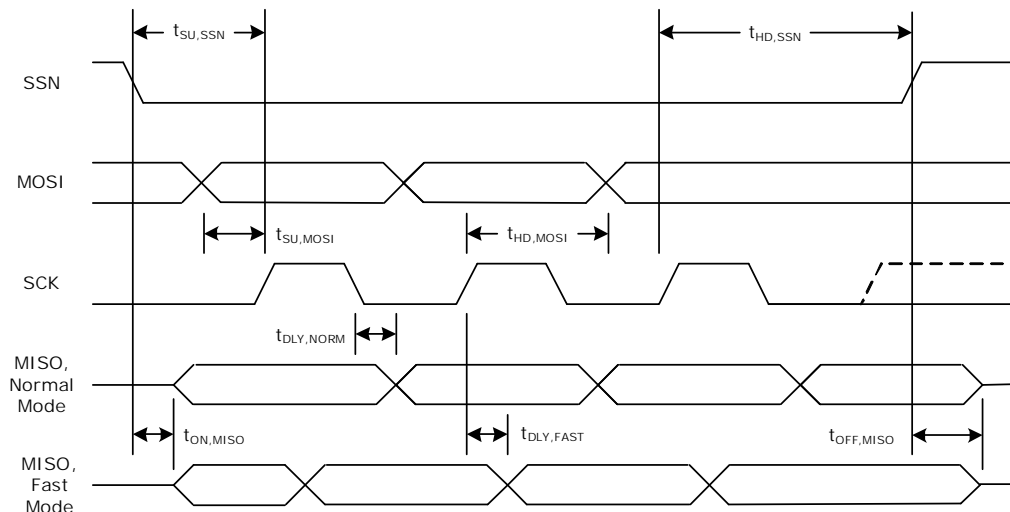 tSU,SSN
tHD,SSN
SSN
MOSI
tSU,MOSI
tHD,MOSI
SCK
tDLY,NORM
MISO,
Normal
Mode
tON,MISO
tDLY,FAST
tOFF,MISO
MISO,
Fast
Mode